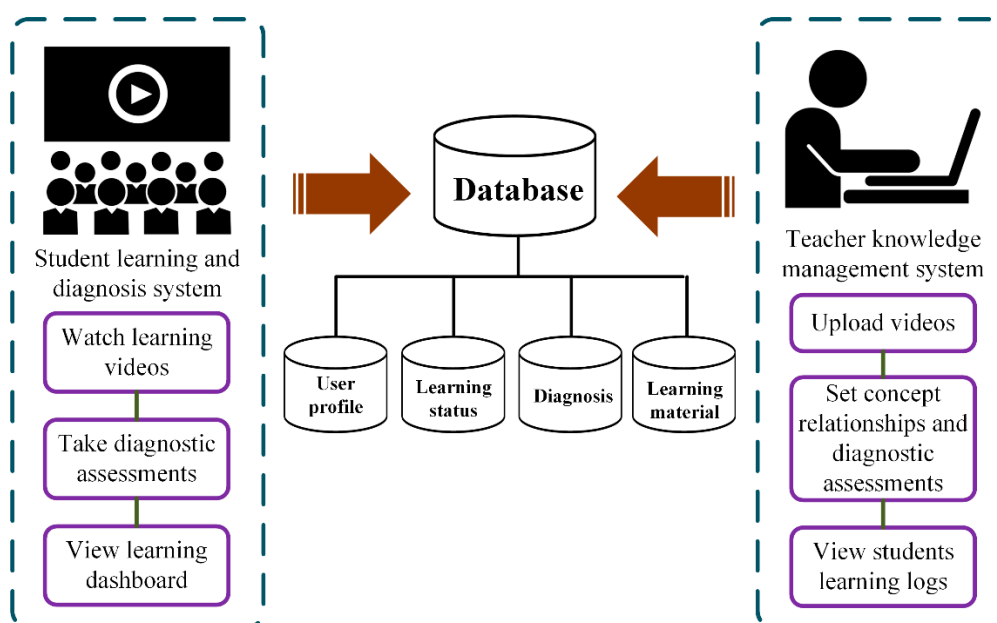 Student learning and
diagnosis system
Watch learning
videos
Take diagnostic
assessments
View learning
dashboard
Database
User
profile
Learning
status
Diagnosis
Learning
material
Teacher knowledge
management system
Upload videos
Set concept
relationships and
diagnostic
assessments
View students
learning logs